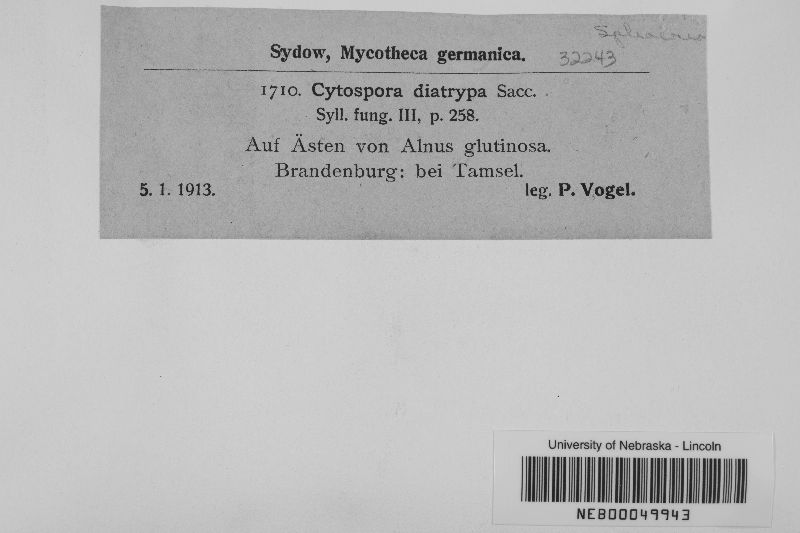 Sphaeria
Sydow, Mycotheca germanica. 32243
1710. Cytospora diatrypa Sacc.
Syll. fung. III, p. 258.
Auf Ästen von Alnus glutinosa.
Brandenburg: bei Tamsel.
5. 1. 1913. leg. P. Vogel.
University of Nebraska - Lincoln
NEB00049943